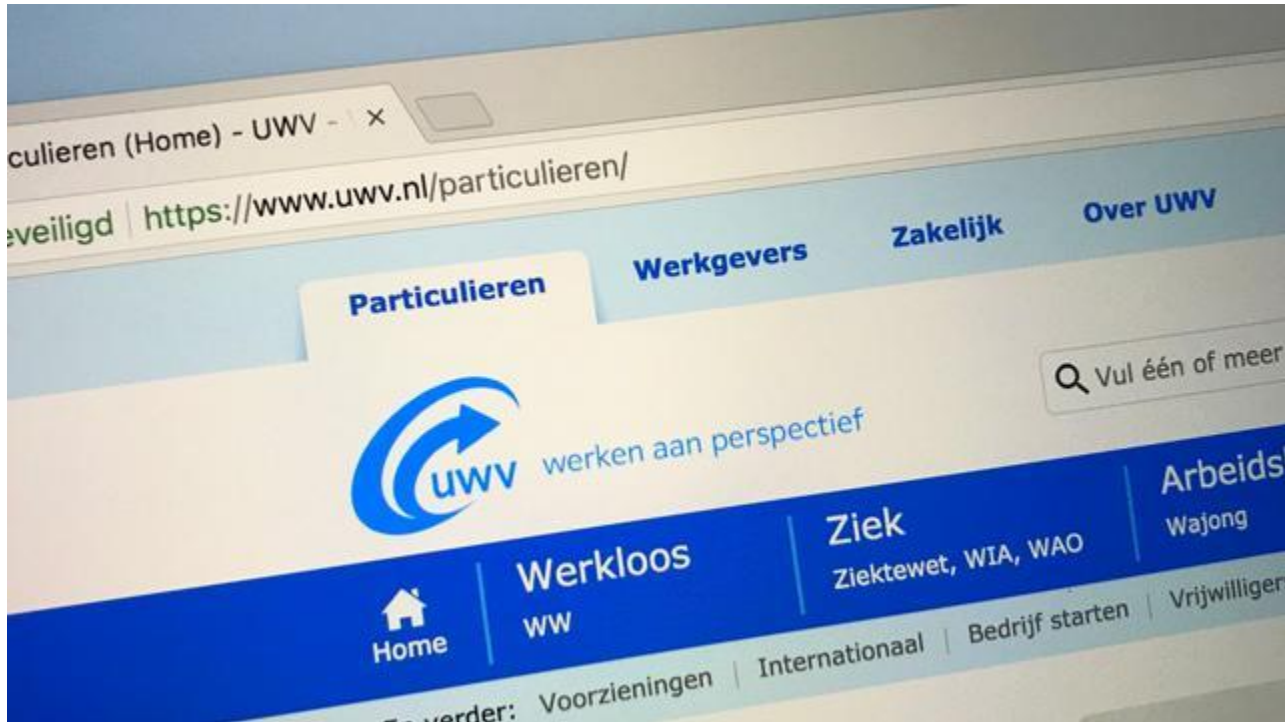 culieren (Home) - UWV -
eveiligd https://www.uwv.nl/particulieren/
Particulieren Werkgevers Zakelijk Over UWV
Vul één of meer
uwv werken aan perspectief
Home
Werkloos
WW
Ziek
Ziektewet, WIA, WAO
Arbeids
Wajong
verder: Voorzieningen Internationaal Bedrijf starten Vrijwillige